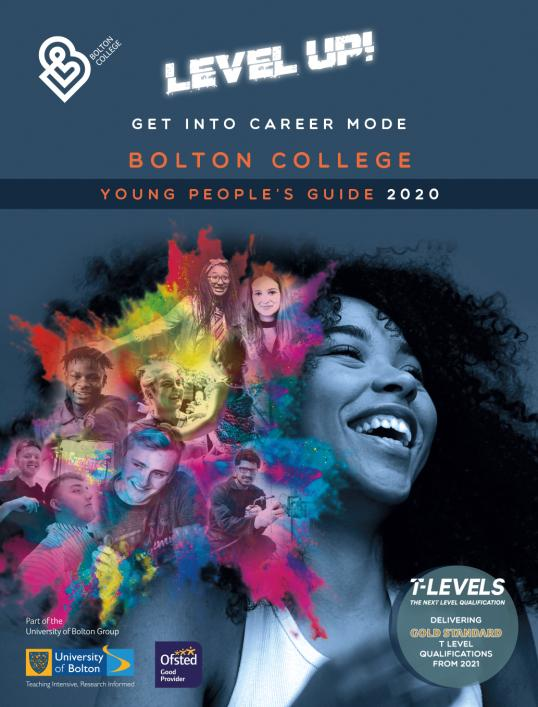 BOLTON
COLLEGE
LEVEL UP!
GET INTO CAREER MODE
BOLTON COLLEGE
YOUNG PEOPLE'S GUIDE 2020
T-LEVELS
THE NEXT LEVEL QUALIFICATION
DELIVERING
GOLD STANDARD
T LEVEL
QUALIFICATIONS
FROM 2021
Part of the
University of Bolton Group
University
of Bolton
Teaching Intensive, Research Informed
Ofsted
Good
Provider